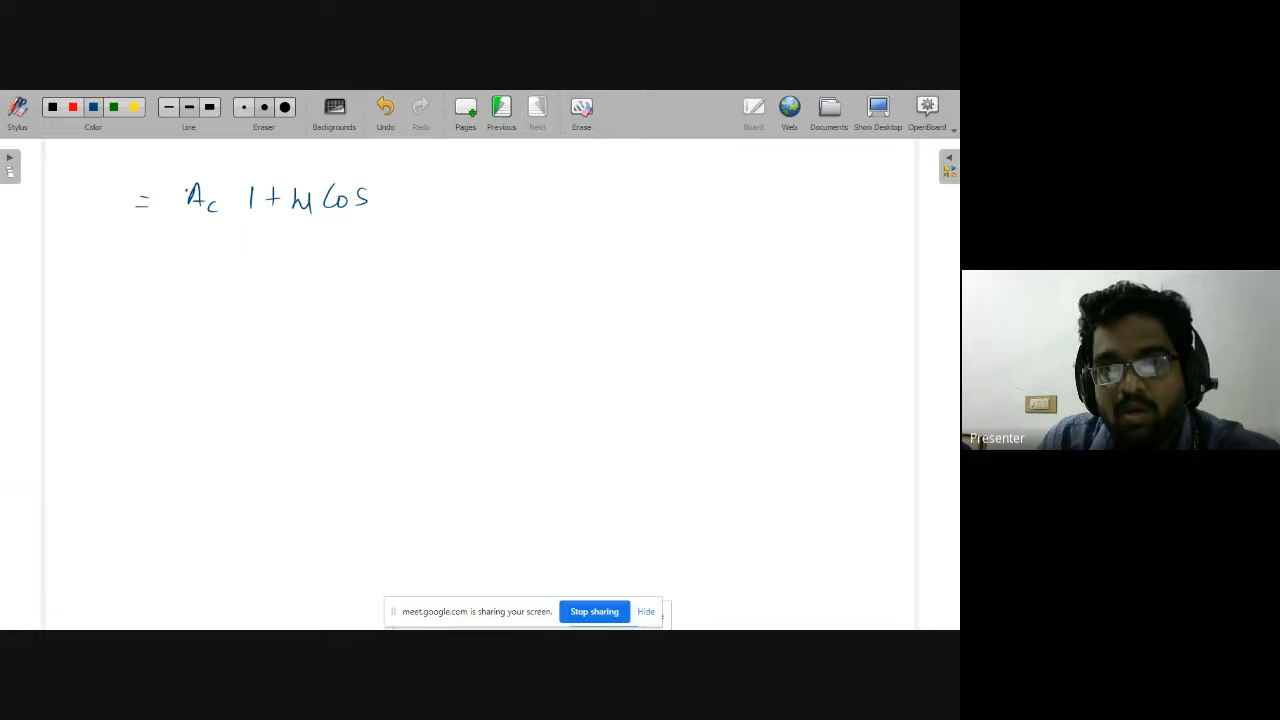 Stylus
Color
Line
Eraser
Backgrounds
Undo
Redo
Pages
Previous
Next
Erase
Board
Web
Documents
Show Desktop
OpenBoard
= Ac 1 + μ Cos
Presenter
meet.google.com is sharing your screen. Stop sharing Hide